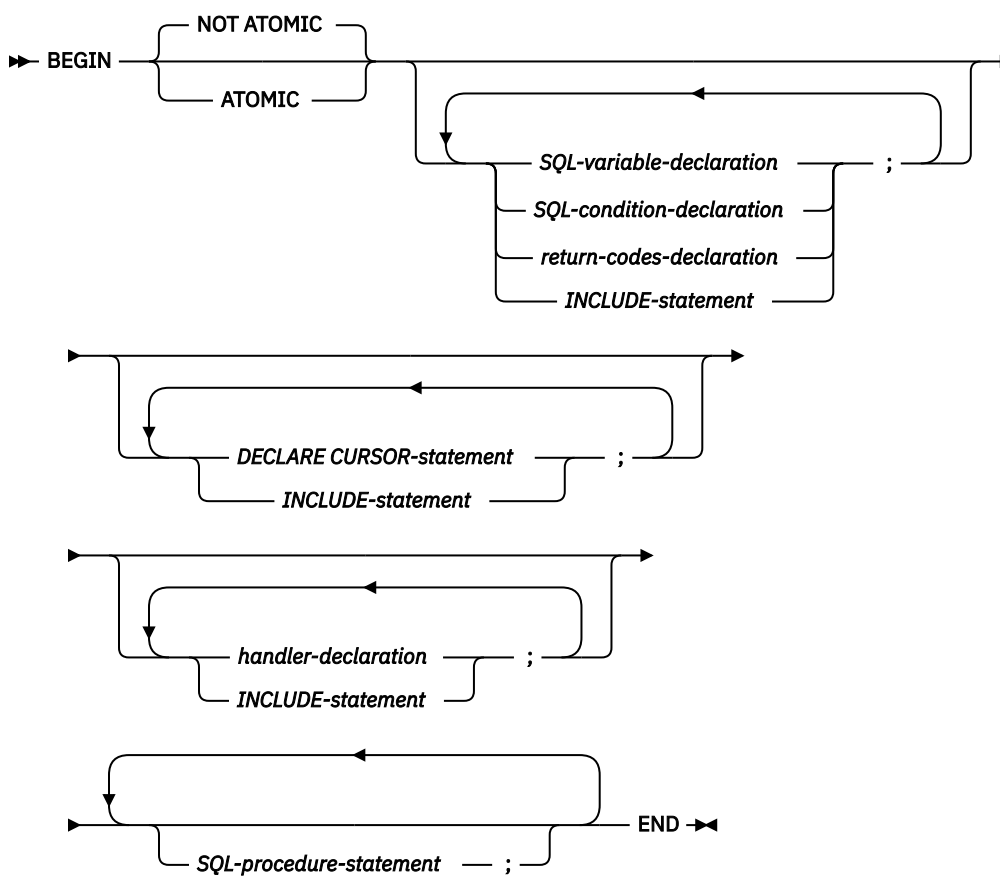 NOT ATOMIC
BEGIN
ATOMIC
SQL-variable-declaration ;
SQL-condition-declaration
return-codes-declaration
INCLUDE-statement
DECLARE CURSOR-statement ;
INCLUDE-statement
handler-declaration ;
INCLUDE-statement
END
SQL-procedure-statement ;